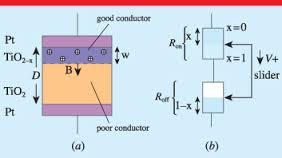 good conductor
Pt
TiO2-x
w
D
B
TiO2
Pt
poor conductor
(a)
Ron
x
x=0
x=1
V+
slider
Roff
1-x
(b)